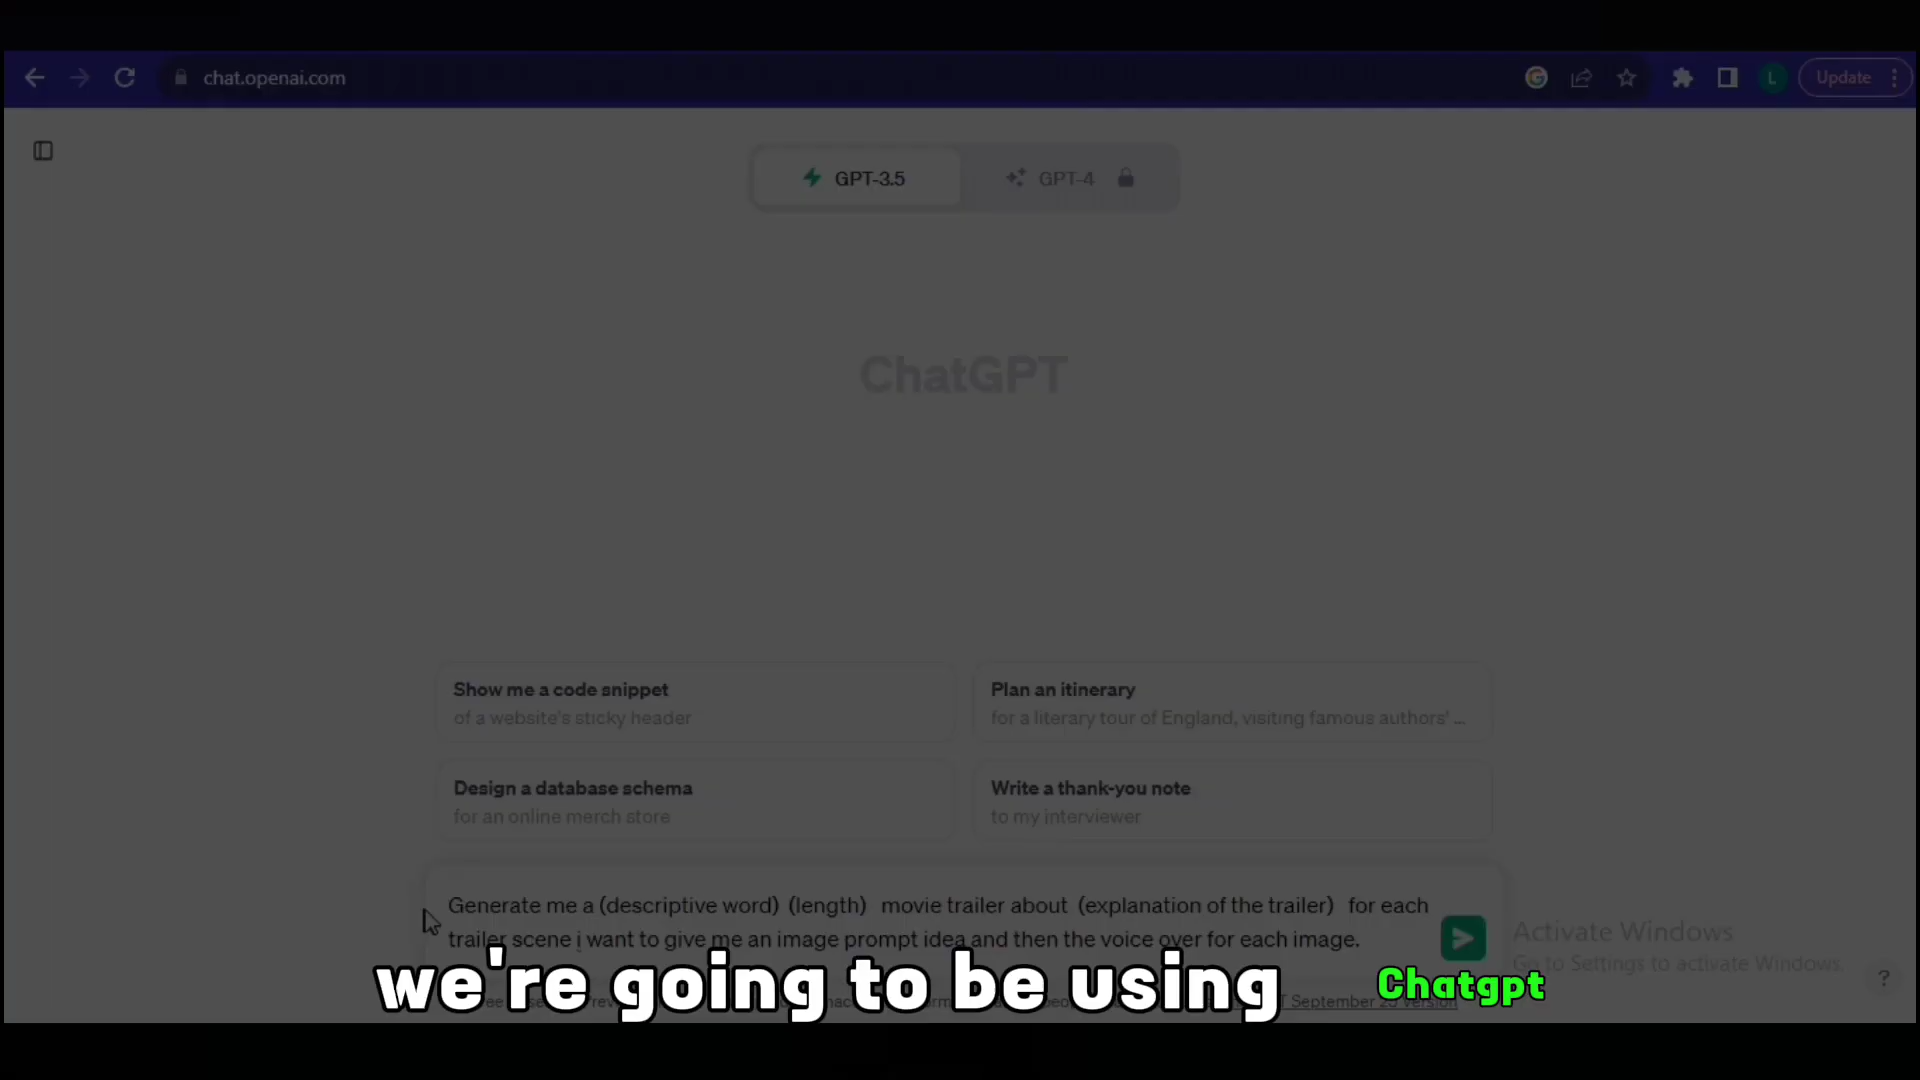 chat.openai.com
L
Update
GPT-3.5
GPT-4
ChatGPT
Show me a code snippet
of a website's sticky header
Plan an itinerary
for a literary tour of England, visiting famous authors' ...
Design a database schema
for an online merch store
Write a thank-you note
to my interviewer
Generate me a (descriptive word) (length) movie trailer about (explanation of the trailer) for each
trailer scene i want to give me an image prompt idea and then the voice over for each image.
Activate Windows
Go to Settings to activate Windows.
we're going to be using Chatgpt
September 25 Version
?